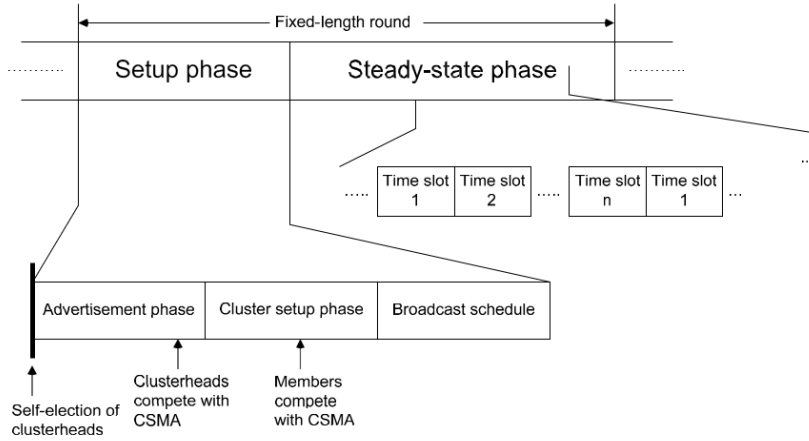 Fixed-length round
Setup phase
Steady-state phase
Time slot
1
Time slot
2
Time slot
n
Time slot
1
Advertisement phase
Cluster setup phase
Broadcast schedule
Self-election of
clusterheads
Clusterheads
compete with
CSMA
Members
compete
with CSMA